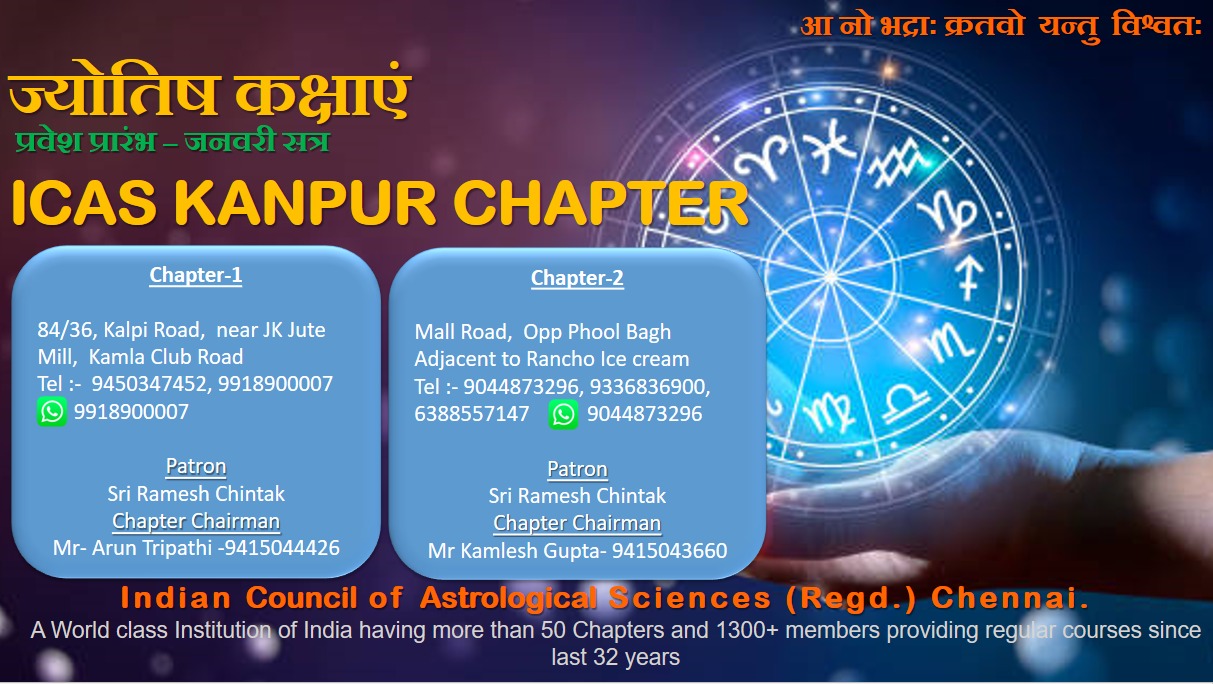 आ नो भद्रा: क्रतवो यन्तु विश्वत:
ज्योतिष कक्षाएं
प्रवेश प्रारंभ – जनवरी सत्र
ICAS KANPUR CHAPTER
Chapter-1
84/36, Kalpi Road, near JK Jute
Mill, Kamla Club Road
Tel :- 9450347452, 9918900007
9918900007
Patron
Sri Ramesh Chintak
Chapter Chairman
Mr- Arun Tripathi -9415044426
Chapter-2
Mall Road, Opp Phool Bagh
Adjacent to Rancho Ice cream
Tel :- 9044873296, 9336836900,
6388557147 9044873296
Patron
Sri Ramesh Chintak
Chapter Chairman
Mr Kamlesh Gupta- 9415043660
Indian Council of Astrological Sciences (Regd.) Chennai.
A World class Institution of India having more than 50 Chapters and 1300+ members providing regular courses since
last 32 years